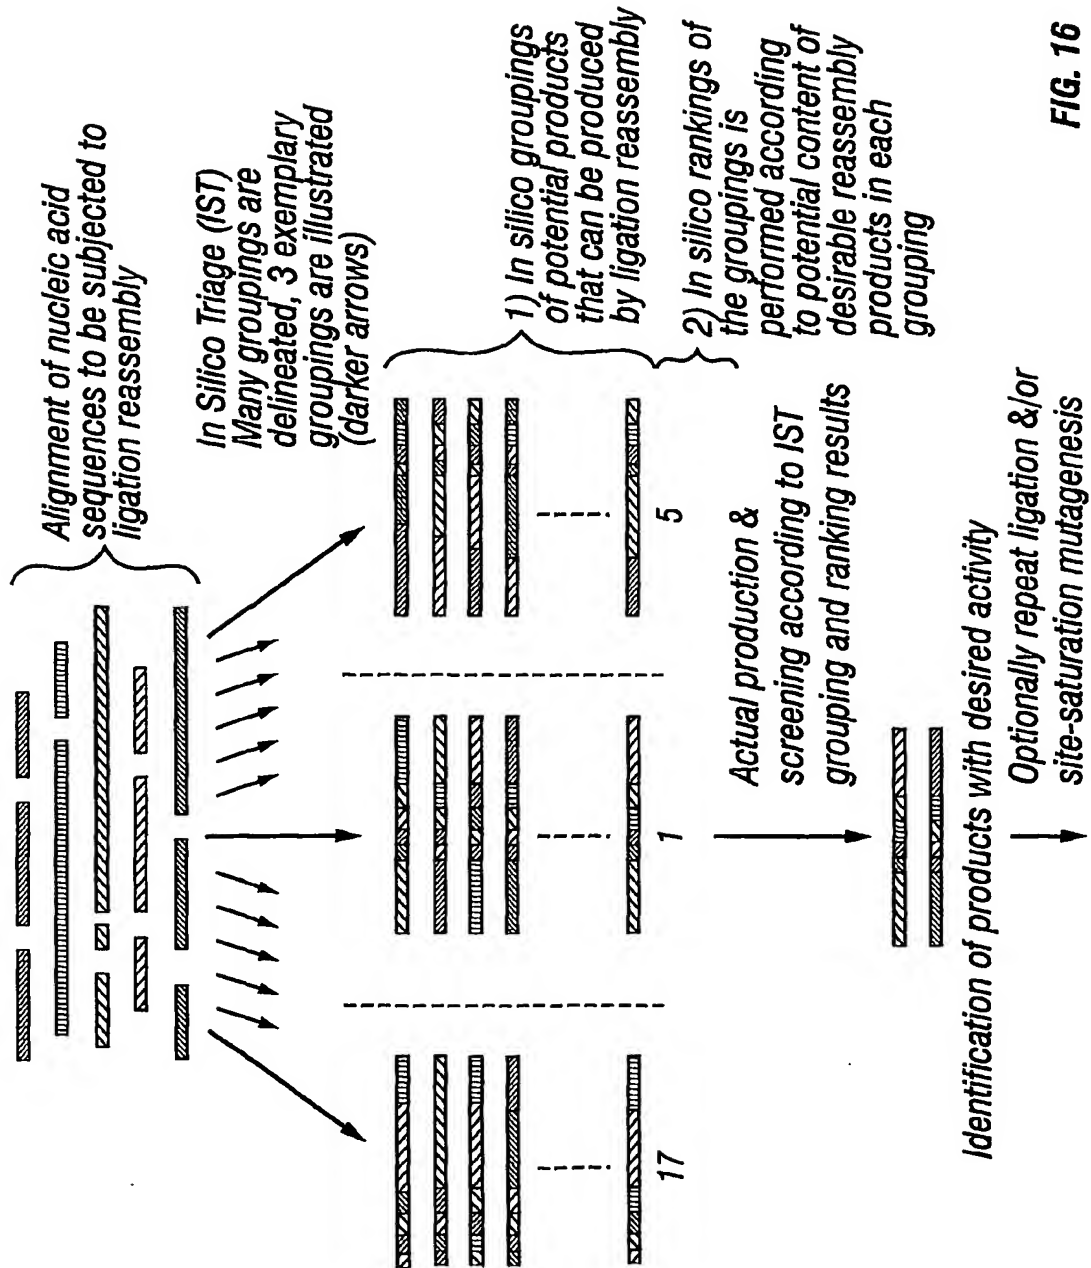 Alignment of nucleic acid
sequences to be subjected to
ligation reassembly
In Silico Triage (IST)
Many groupings are
delineated, 3 exemplary
groupings are illustrated
(darker arrows)
1) In silico groupings
of potential products
that can be produced
by ligation reassembly
17
1
5
2) In silico rankings of
the groupings is
performed according
to potential content of
desirable reassembly
products in each
grouping
Actual production &
screening according to IST
grouping and ranking results
Identification of products with desired activity
Optionally repeat ligation &/or
site-saturation mutagenesis
FIG. 16